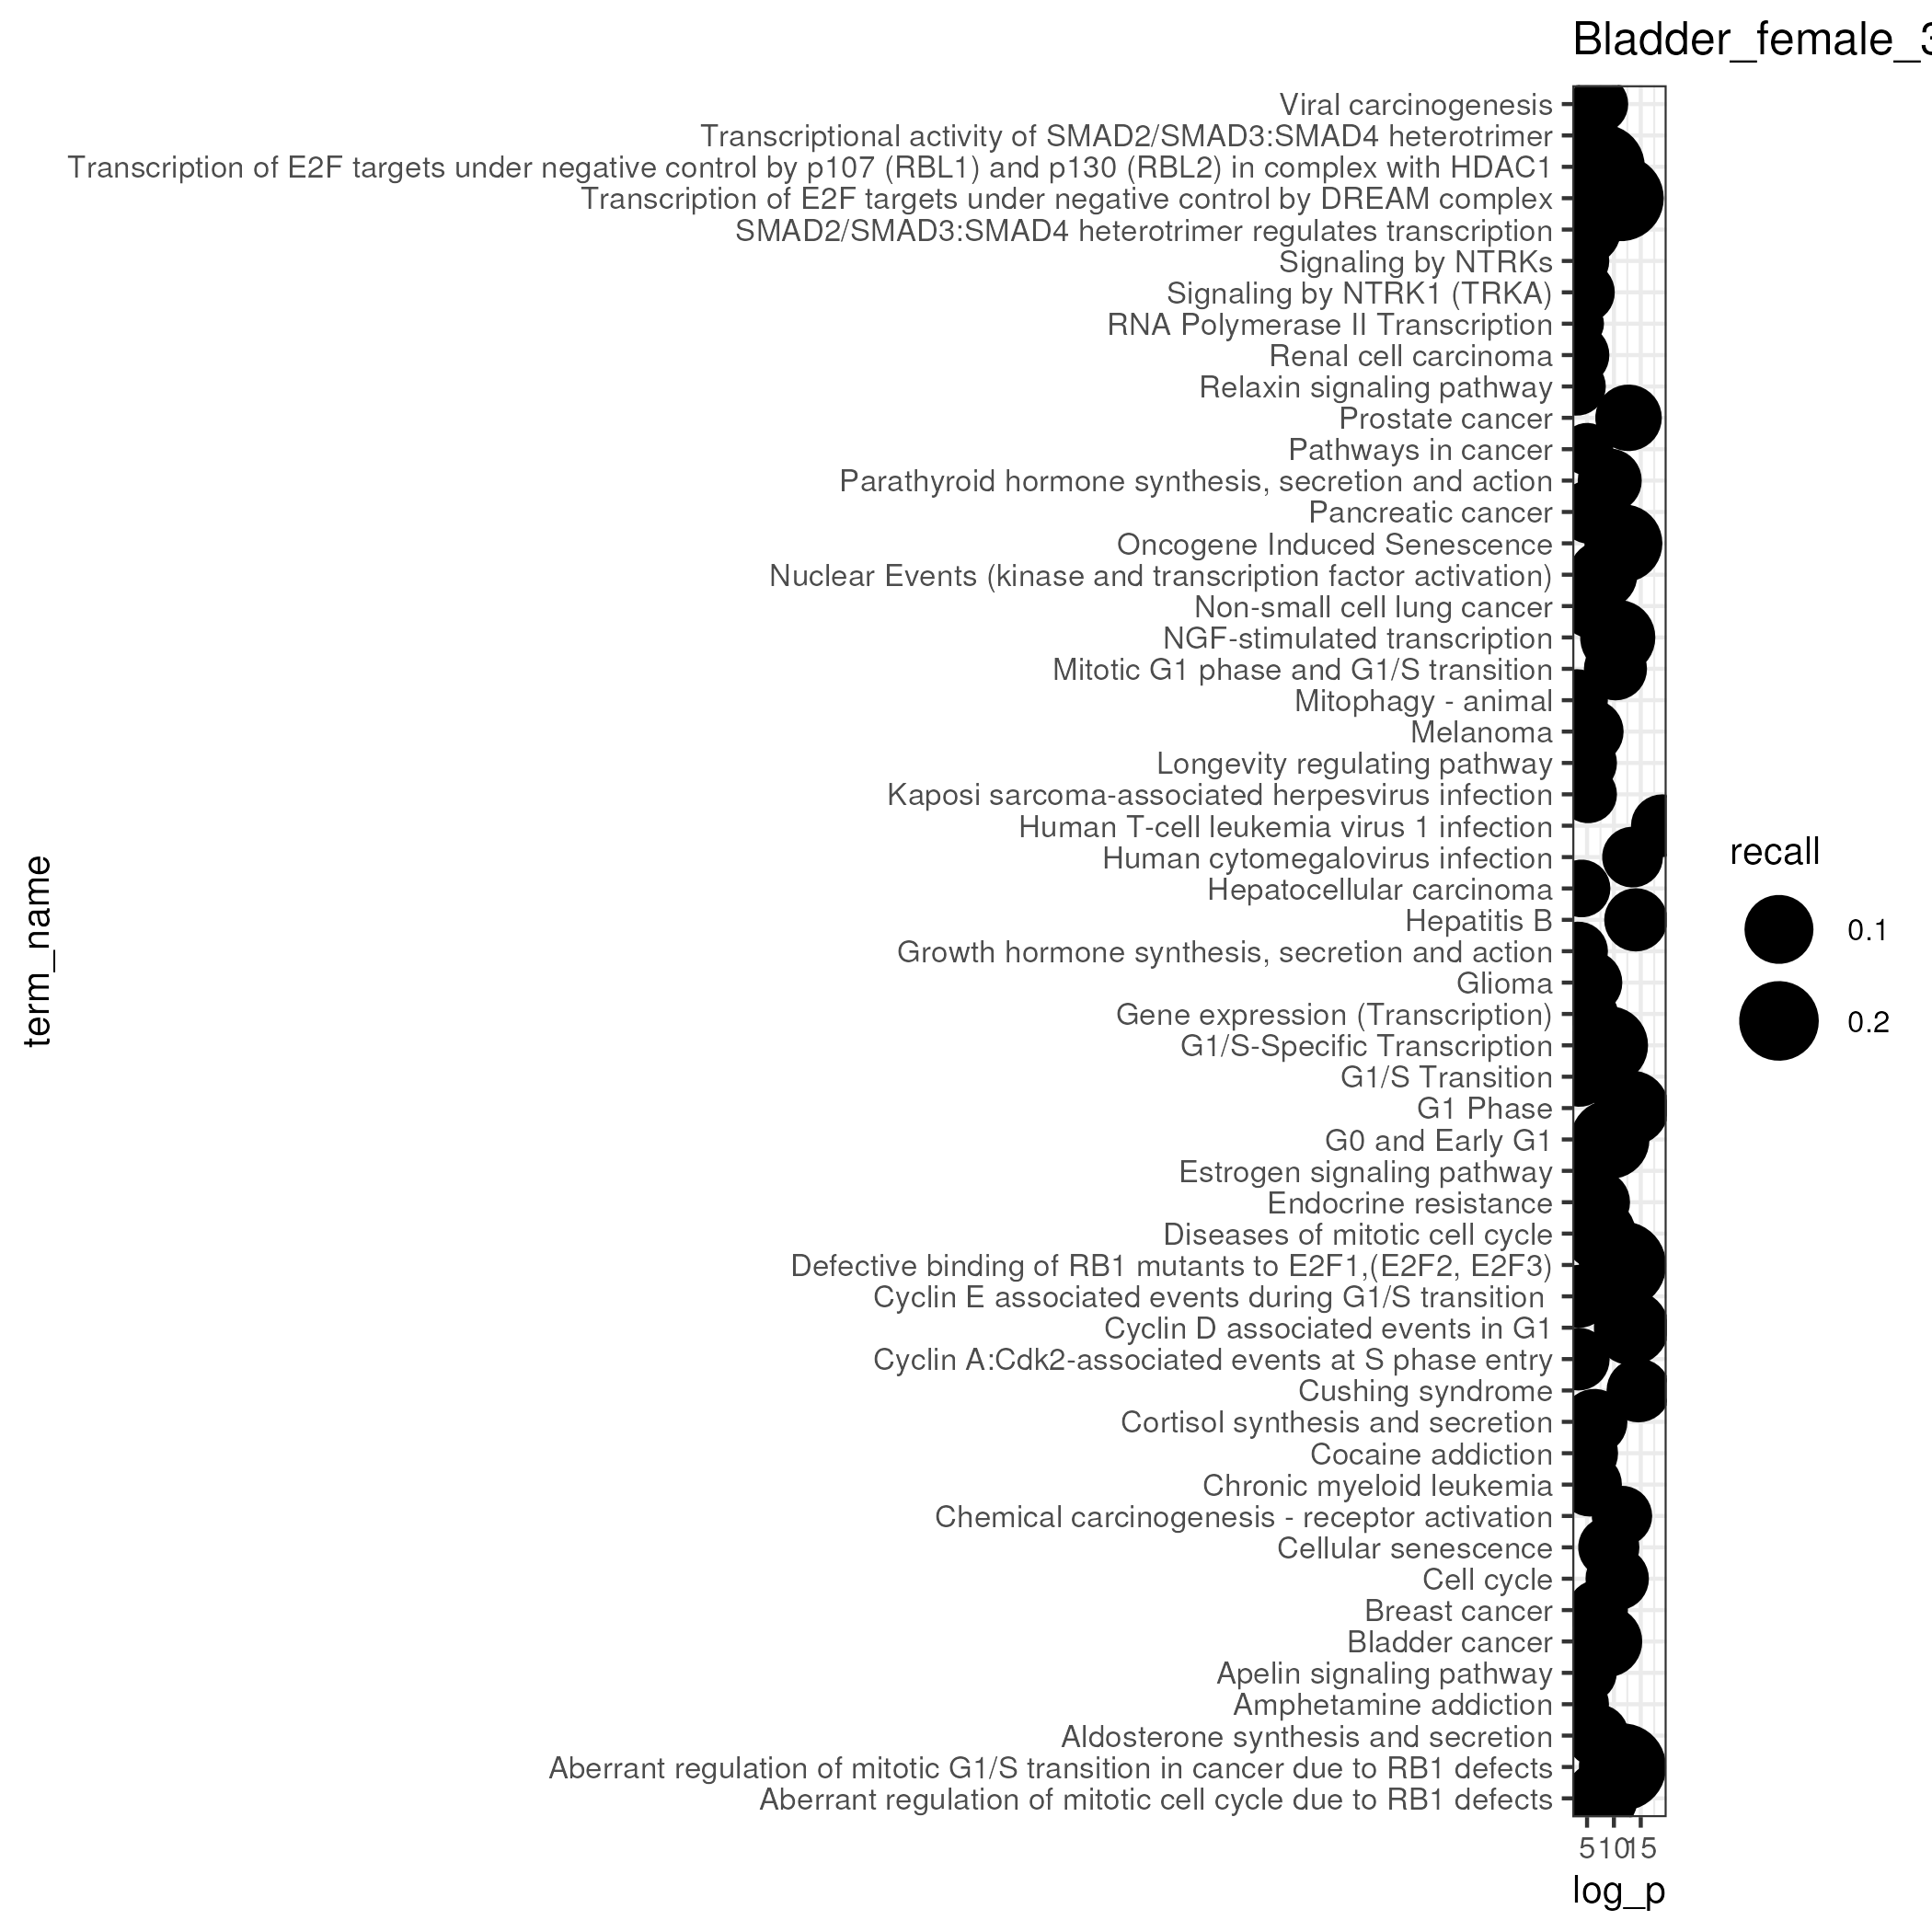 Bladder_female_3
Viral carcinogenesis
Transcriptional activity of SMAD2/SMAD3:SMAD4 heterotrimer
Transcription of E2F targets under negative control by p107 (RBL1) and p130 (RBL2) in complex with HDAC1
Transcription of E2F targets under negative control by DREAM complex
SMAD2/SMAD3:SMAD4 heterotrimer regulates transcription
Signaling by NTRKs
Signaling by NTRK1 (TRKA)
RNA Polymerase II Transcription
Renal cell carcinoma
Relaxin signaling pathway
Prostate cancer
Pathways in cancer
Parathyroid hormone synthesis, secretion and action
Pancreatic cancer
Oncogene Induced Senescence
Nuclear Events (kinase and transcription factor activation)
Non-small cell lung cancer
NGF-stimulated transcription
Mitotic G1 phase and G1/S transition
Mitophagy - animal
Melanoma
Longevity regulating pathway
Kaposi sarcoma-associated herpesvirus infection
Human T-cell leukemia virus 1 infection
Human cytomegalovirus infection
Hepatocellular carcinoma
Hepatitis B
Growth hormone synthesis, secretion and action
Glioma
Gene expression (Transcription)
G1/S-Specific Transcription
G1/S Transition
G1 Phase
G0 and Early G1
Estrogen signaling pathway
Endocrine resistance
Diseases of mitotic cell cycle
Defective binding of RB1 mutants to E2F1,(E2F2, E2F3)
Cyclin E associated events during G1/S transition
Cyclin D associated events in G1
Cyclin A:Cdk2-associated events at S phase entry
Cushing syndrome
Cortisol synthesis and secretion
Cocaine addiction
Chronic myeloid leukemia
Chemical carcinogenesis - receptor activation
Cellular senescence
Cell cycle
Breast cancer
Bladder cancer
Apelin signaling pathway
Amphetamine addiction
Aldosterone synthesis and secretion
Aberrant regulation of mitotic G1/S transition in cancer due to RB1 defects
Aberrant regulation of mitotic cell cycle due to RB1 defects
term_name
5 10 15
log_p
recall
0.1
0.2